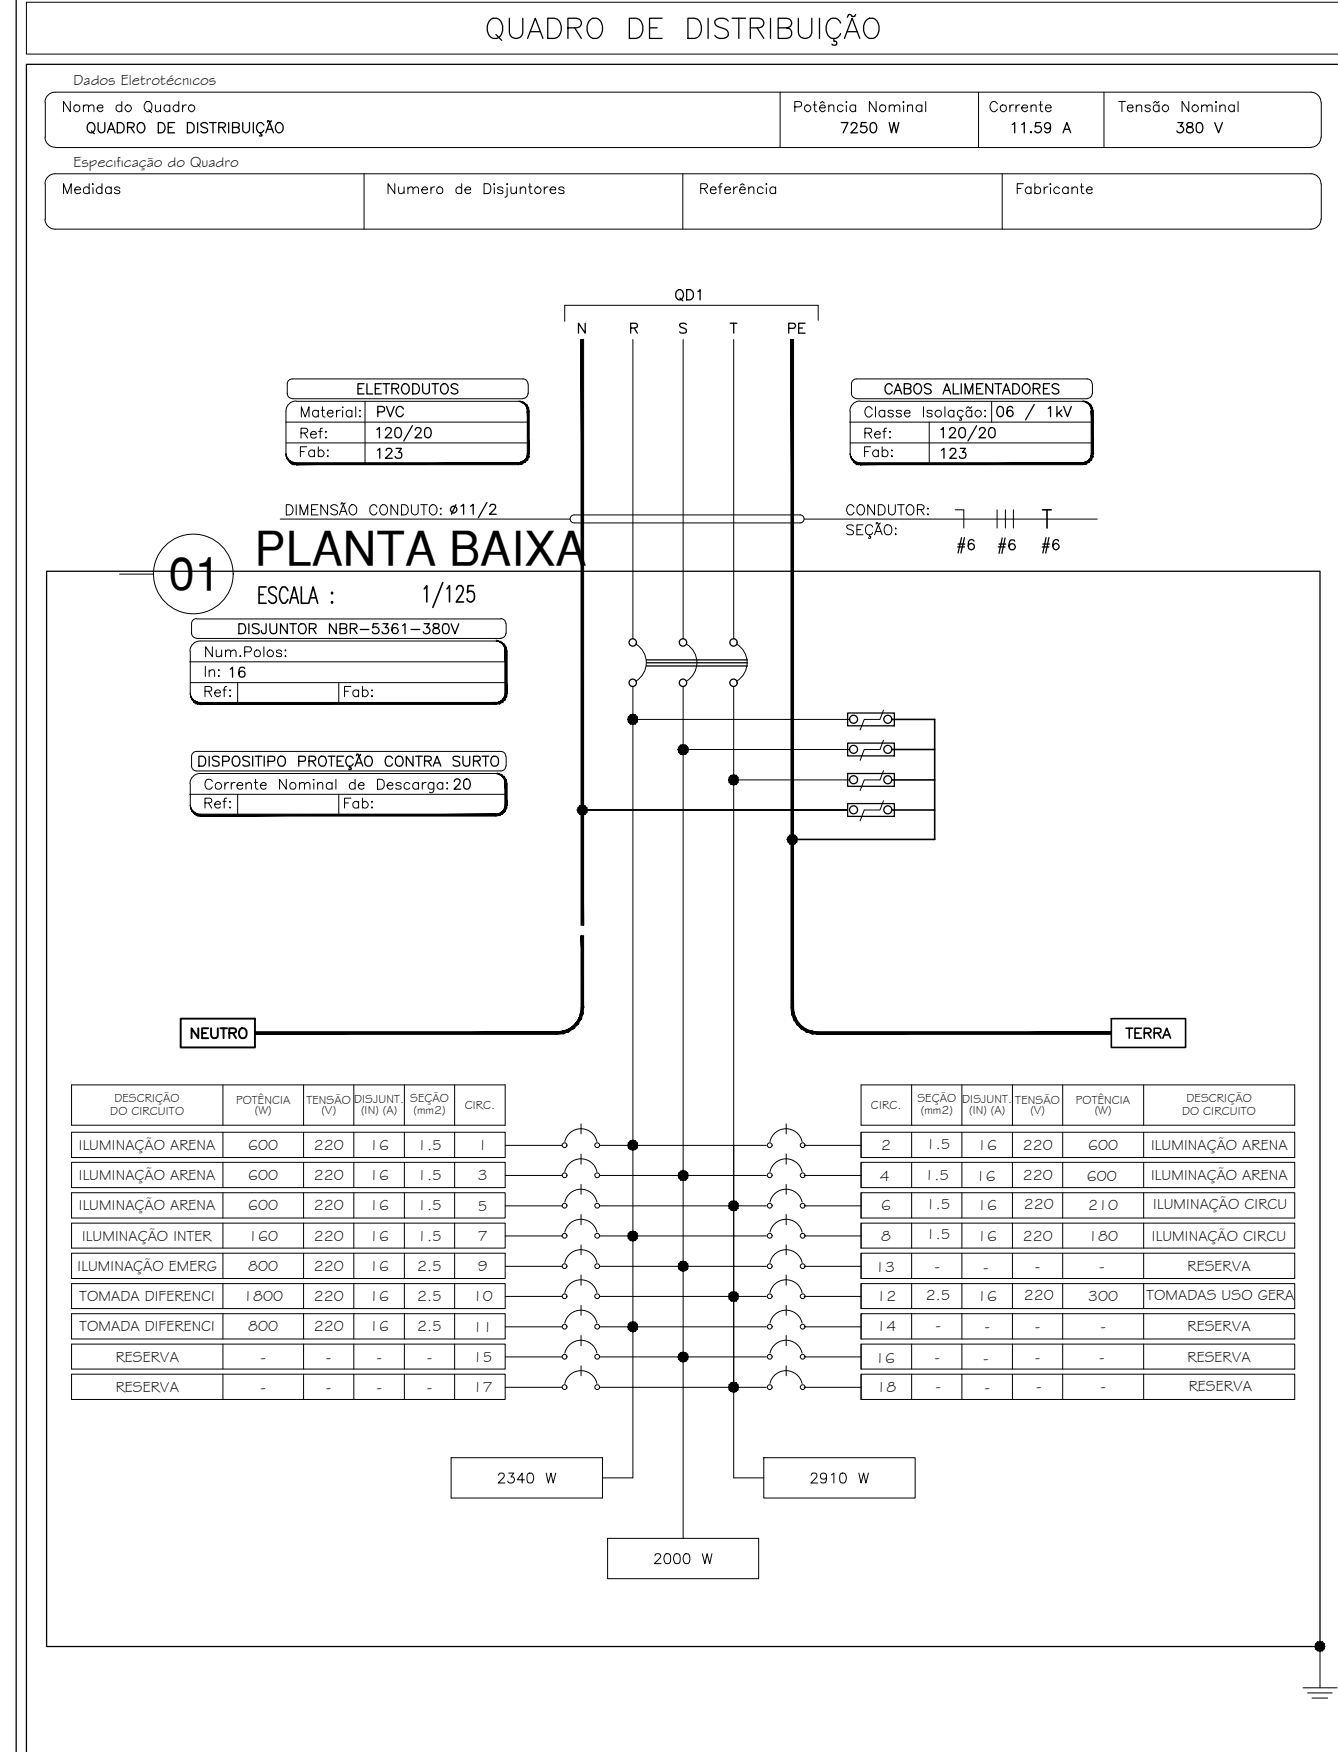 QUADRO DE DISTRIBUIÇÃO
Dados Eletrotécnicos
Nome do Quadro Potência Nominal Corrente Tensão Nominal
QUADRO DE DISTRIBUIÇÃO 7250 W 11.59 A 380 V
Especificação do Quadro
Medidas Numero de Disjuntores Referência Fabricante
QD1
N R S T PE
ELETRODUTOS
Material: PVC
Ref: 120/20
Fab: 123
CABOS ALIMENTADORES
Classe Isolação: 06 / 1kV
Ref: 120/20
Fab: 123
DIMENSÃO CONDUTO: ø11/2
CONDUTOR:
SEÇÃO:
#6 #6 #6
01 PLANTA BAIXA
ESCALA : 1/125
DISJUNTOR NBR-5361-380V
Num.Polos:
In: 16
Ref: Fab:
DISPOSITIPO PROTEÇÃO CONTRA SURTO
Corrente Nominal de Descarga: 20
Ref: Fab:
NEUTRO
TERRA
DESCRIÇÃO DO CIRCUITO POTÊNCIA (W) TENSÃO (V) DISJUNT. (IN) (A) SEÇÃO (mm2) CIRC.
ILUMINAÇÃO ARENA 600 220 16 1.5 1
ILUMINAÇÃO ARENA 600 220 16 1.5 3
ILUMINAÇÃO ARENA 600 220 16 1.5 5
ILUMINAÇÃO INTER 160 220 16 1.5 7
ILUMINAÇÃO EMERG 800 220 16 2.5 9
TOMADA DIFERENCI 1800 220 16 2.5 10
TOMADA DIFERENCI 800 220 16 2.5 11
RESERVA - - - - 15
RESERVA - - - - 17
CIRC. SEÇÃO (mm2) DISJUNT. (IN) (A) TENSÃO (V) POTÊNCIA (W) DESCRIÇÃO DO CIRCUITO
2 1.5 16 220 600 ILUMINAÇÃO ARENA
4 1.5 16 220 600 ILUMINAÇÃO ARENA
6 1.5 16 220 210 ILUMINAÇÃO CIRCU
8 1.5 16 220 180 ILUMINAÇÃO CIRCU
13 - - - - RESERVA
12 2.5 16 220 300 TOMADAS USO GERA
14 - - - - RESERVA
16 - - - - RESERVA
18 - - - - RESERVA
2340 W
2910 W
2000 W